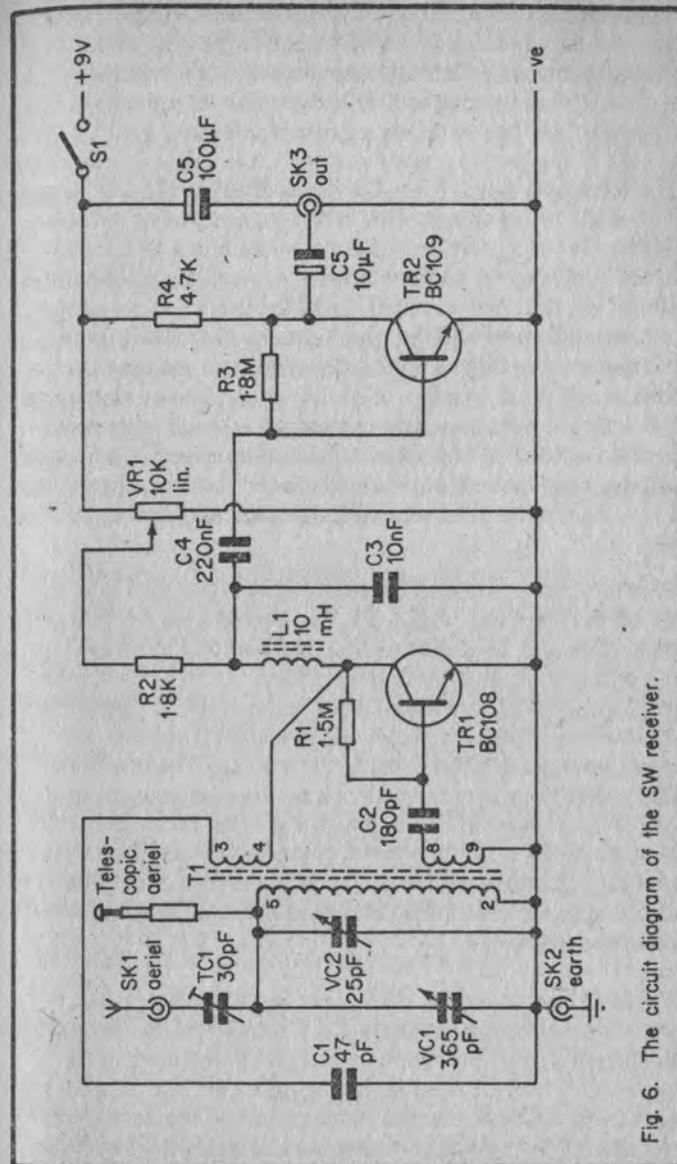 SK1
aerial
Teles-
copic
aerial
TC1
30pF
C1
47
pF
VC2
25pF
VC1
365
pF
SK2
earth
T1
5
2
3
4
8
9
C2
180pF
R1
1·5M
TR1
BC108
R2
1·8K
L1
10
mH
C3
10nF
C4
220nF
VR1
10K
lin.
R3
1·8M
R4
4·7K
TR2
BC109
C5
10µF
C5
100µF
SK3
out
S1
+9V
-ve
Fig. 6. The circuit diagram of the SW receiver.